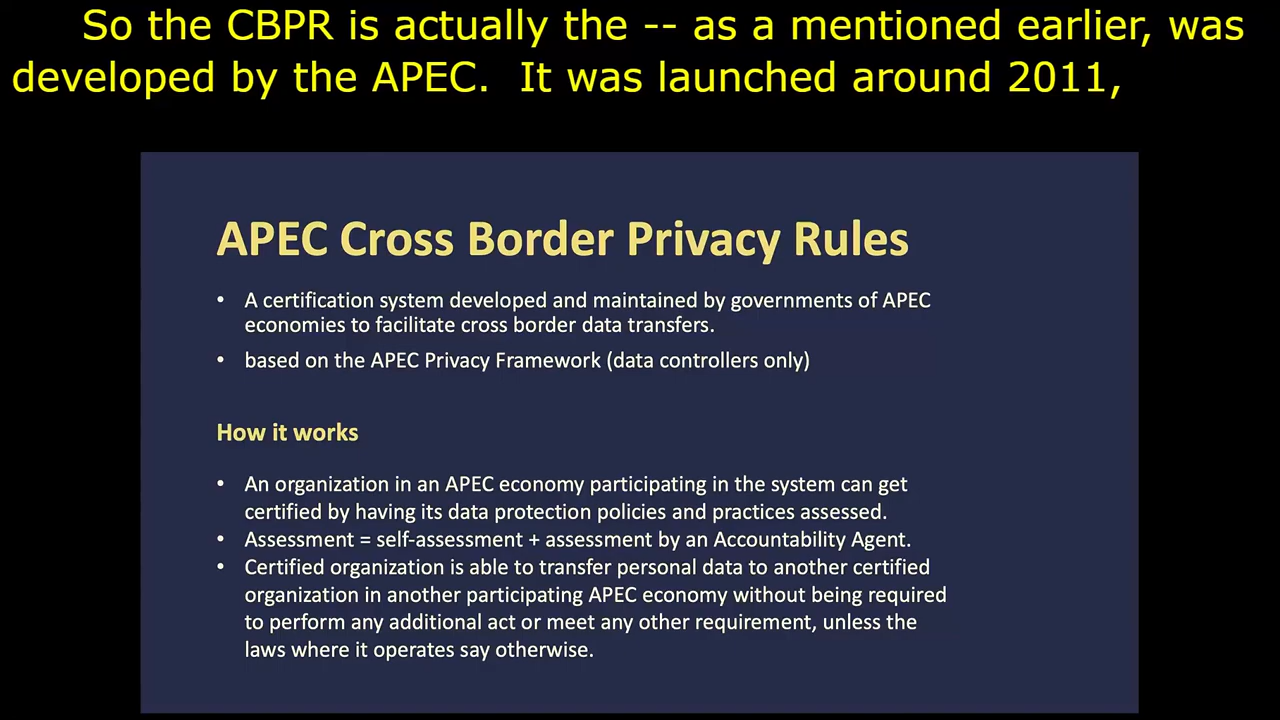 So the CBPR is actually the -- as a mentioned earlier, was
developed by the APEC.  It was launched around 2011,
APEC Cross Border Privacy Rules
• A certification system developed and maintained by governments of APEC
economies to facilitate cross border data transfers.
• based on the APEC Privacy Framework (data controllers only)
How it works
• An organization in an APEC economy participating in the system can get
certified by having its data protection policies and practices assessed.
• Assessment = self-assessment + assessment by an Accountability Agent.
• Certified organization is able to transfer personal data to another certified
organization in another participating APEC economy without being required
to perform any additional act or meet any other requirement, unless the
laws where it operates say otherwise.